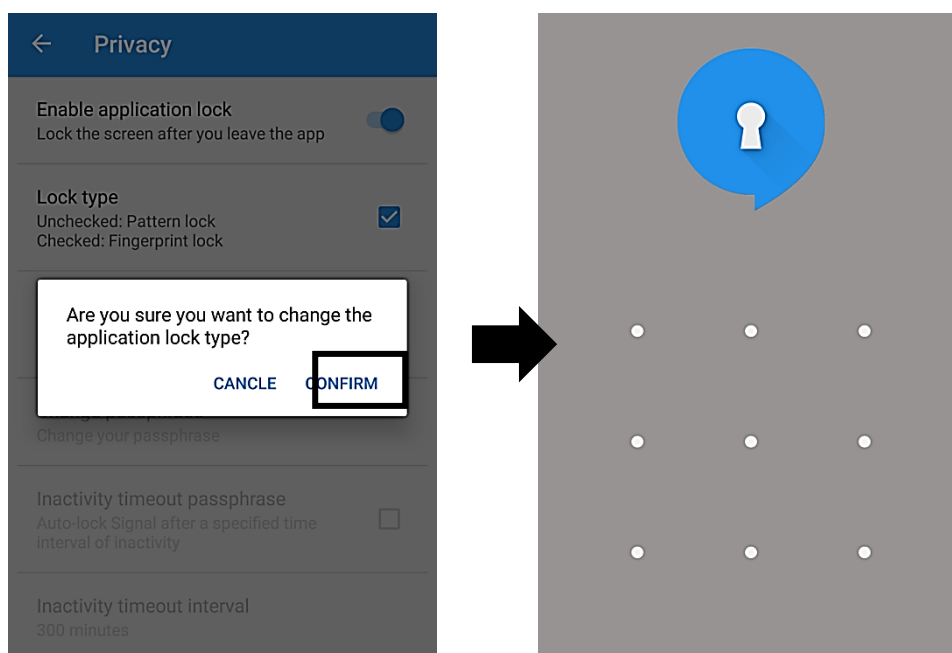 Privacy
Enable application lock
Lock the screen after you leave the app
Lock type
Unchecked: Pattern lock
Checked: Fingerprint lock
Are you sure you want to change the
application lock type?
CANCLE CONFIRM
Change your passphrase
Inactivity timeout passphrase
Auto-lock Signal after a specified time
interval of inactivity
Inactivity timeout interval
300 minutes